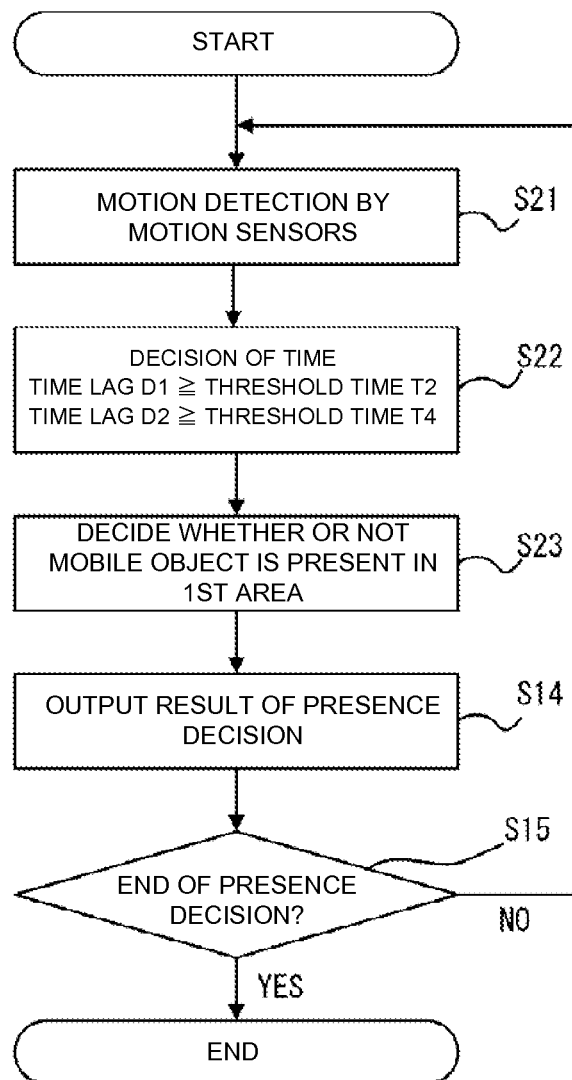 START
MOTION DETECTION BY
MOTION SENSORS
S21
DECISION OF TIME
TIME LAG D1 ≧ THRESHOLD TIME T2
TIME LAG D2 ≧ THRESHOLD TIME T4
S22
DECIDE WHETHER OR NOT
MOBILE OBJECT IS PRESENT IN
1ST AREA
S23
OUTPUT RESULT OF PRESENCE
DECISION
S14
END OF PRESENCE
DECISION?
S15
NO
YES
END